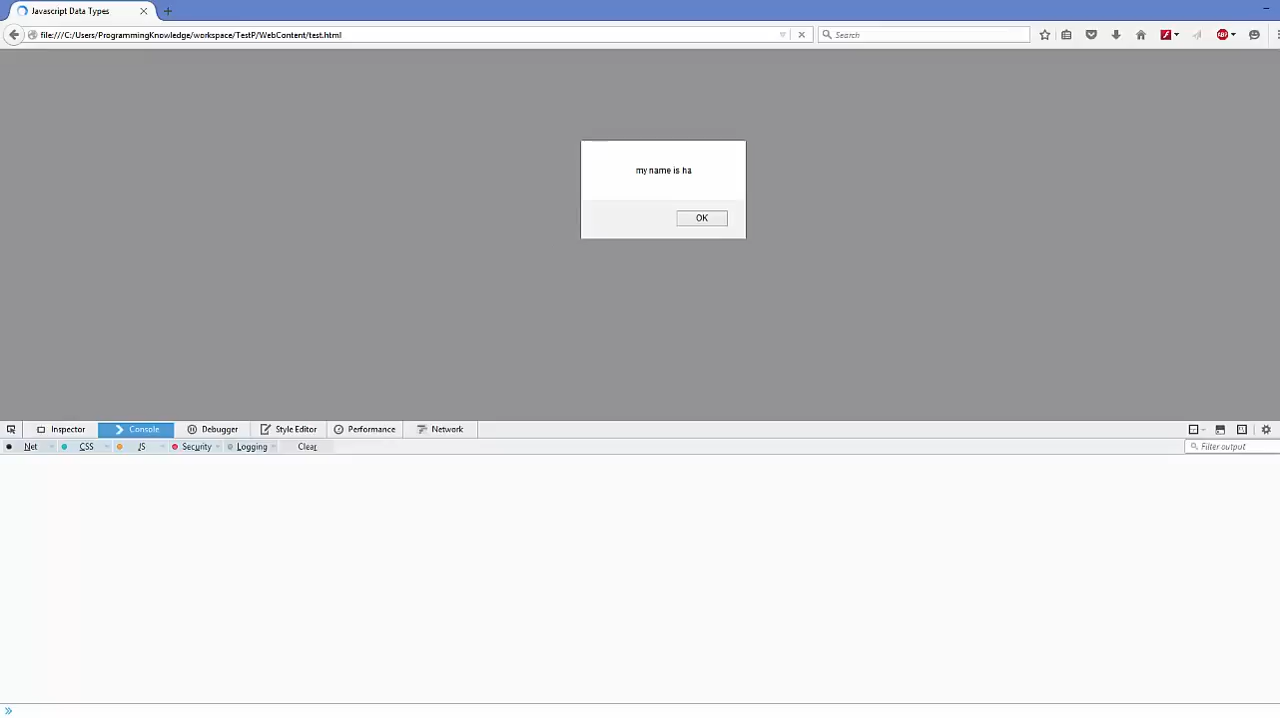 Javascript Data Types
file:///C:/Users/ProgrammingKnowledge/workspace/TestP/WebContent/test.html
Search
ABP
my name is ha
OK
Inspector Console Debugger Style Editor Performance Network
Net CSS JS Security Logging Clear
Filter output